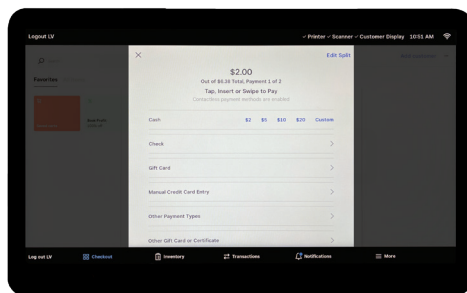 Logout LV
✓ Printer ✓ Scanner ✓ Customer Display 10:51 AM
Edit Split
$2.00
Out of $6.38 Total, Payment 1 of 2
Tap, Insert or Swipe to Pay
Contactless payment methods are enabled
Favorites
Cash $2 $5 $10 $20 Custom
Check
Gift Card
Manual Credit Card Entry
Other Payment Types
Other Gift Card or Certificate
Log out LV Checkout Inventory Transactions Notifications More